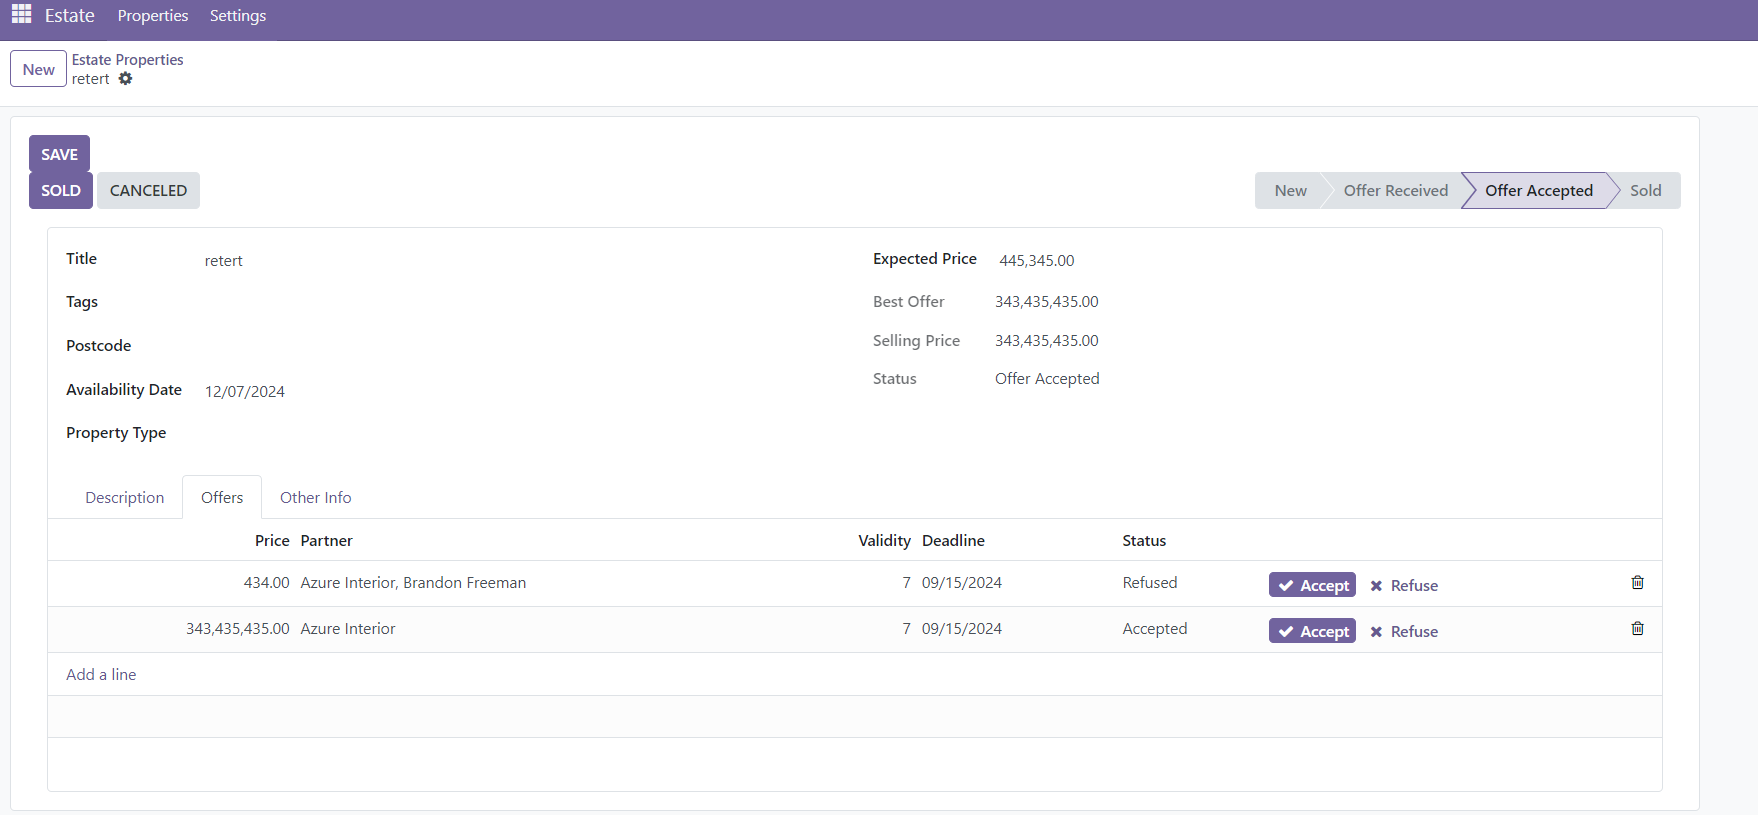 Estate Properties Settings
New
Estate Properties
retert
SAVE
SOLD CANCELED
New Offer Received Offer Accepted Sold
Title retert
Tags
Postcode
Availability Date 12/07/2024
Property Type
Expected Price 445,345.00
Best Offer 343,435,435.00
Selling Price 343,435,435.00
Status Offer Accepted
Description Offers Other Info
Price Partner Validity Deadline Status
434.00 Azure Interior, Brandon Freeman 7 09/15/2024 Refused Accept Refuse
343,435,435.00 Azure Interior 7 09/15/2024 Accepted Accept Refuse
Add a line